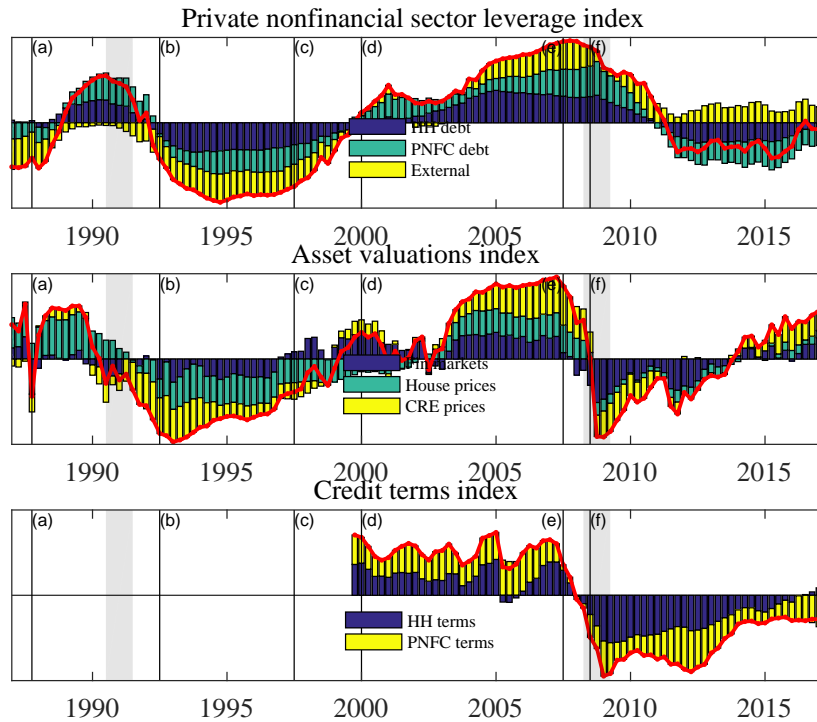 Private nonfinancial sector leverage index
(a) (b) (c) (d) (e) (f)
HH debt
PNFC debt
External
1990 1995 2000 2005 2010 2015
Asset valuations index
(a) (b) (c) (d) (e) (f)
markets
House prices
CRE prices
1990 1995 2000 2005 2010 2015
Credit terms index
(a) (b) (c) (d) (e) (f)
HH terms
PNFC terms
1990 1995 2000 2005 2010 2015